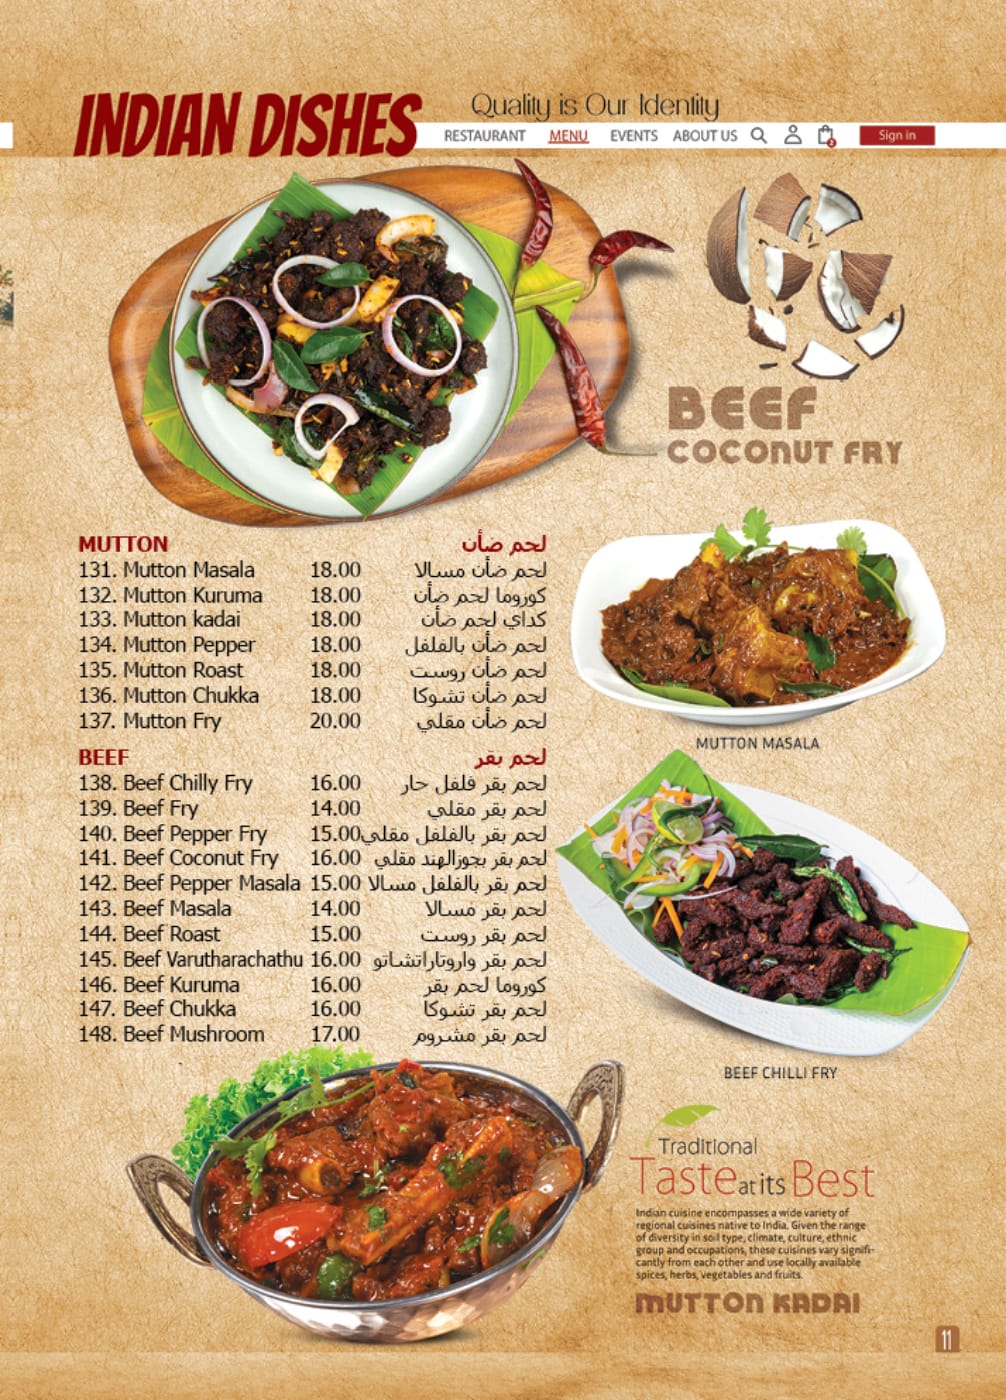 INDIAN DISHES
Quality is Our Identity
RESTAURANT MENU EVENTS ABOUT US 2 Sign in
BEEF
COCONUT FRY
MUTTON لحم ضأن
131. Mutton Masala 18.00 لحم ضأن مسالا
132. Mutton Kuruma 18.00 كوروما لحم ضأن
133. Mutton kadai 18.00 كداي لحم ضأن
134. Mutton Pepper 18.00 لحم ضأن بالفلفل
135. Mutton Roast 18.00 لحم ضأن روست
136. Mutton Chukka 18.00 لحم ضأن تشوكا
137. Mutton Fry 20.00 لحم ضأن مقلي
MUTTON MASALA
BEEF لحم بقر
138. Beef Chilly Fry 16.00 لحم بقر فلفل حار
139. Beef Fry 14.00 لحم بقر مقلي
140. Beef Pepper Fry 15.00 لحم بقر بالفلفل مقلي
141. Beef Coconut Fry 16.00 لحم بقر بجوزالهند مقلي
142. Beef Pepper Masala 15.00 لحم بقر بالفلفل مسالا
143. Beef Masala 14.00 لحم بقر مسالا
144. Beef Roast 15.00 لحم بقر روست
145. Beef Varutharachathu 16.00 لحم بقر واروتاراتشاتو
146. Beef Kuruma 16.00 كوروما لحم بقر
147. Beef Chukka 16.00 لحم بقر تشوكا
148. Beef Mushroom 17.00 لحم بقر مشروم
BEEF CHILLI FRY
Traditional
Taste at its Best
Indian cuisine encompasses a wide variety of
regional cuisines native to India. Given the range
of diversity in soil type, climate, culture, ethnic
group and occupations, these cuisines vary signifi-
cantly from each other and use locally available
spices, herbs, vegetables and fruits.
MUTTON KADAI
11